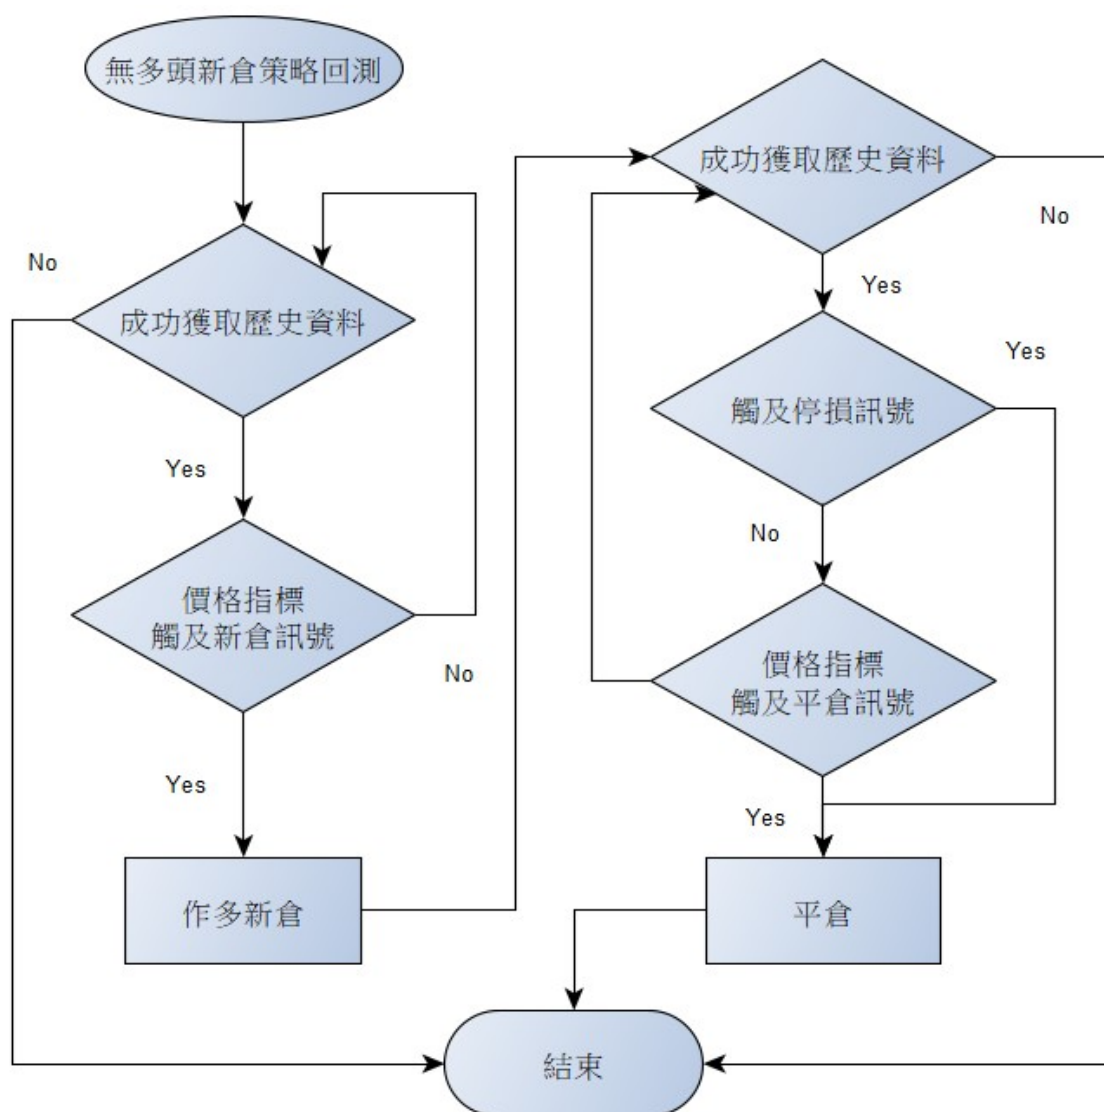 無多頭新倉策略回測
No
成功獲取歷史資料
Yes
價格指標
觸及新倉訊號
No
Yes
作多新倉
成功獲取歷史資料
No
Yes
觸及停損訊號
Yes
No
價格指標
觸及平倉訊號
Yes
平倉
結束